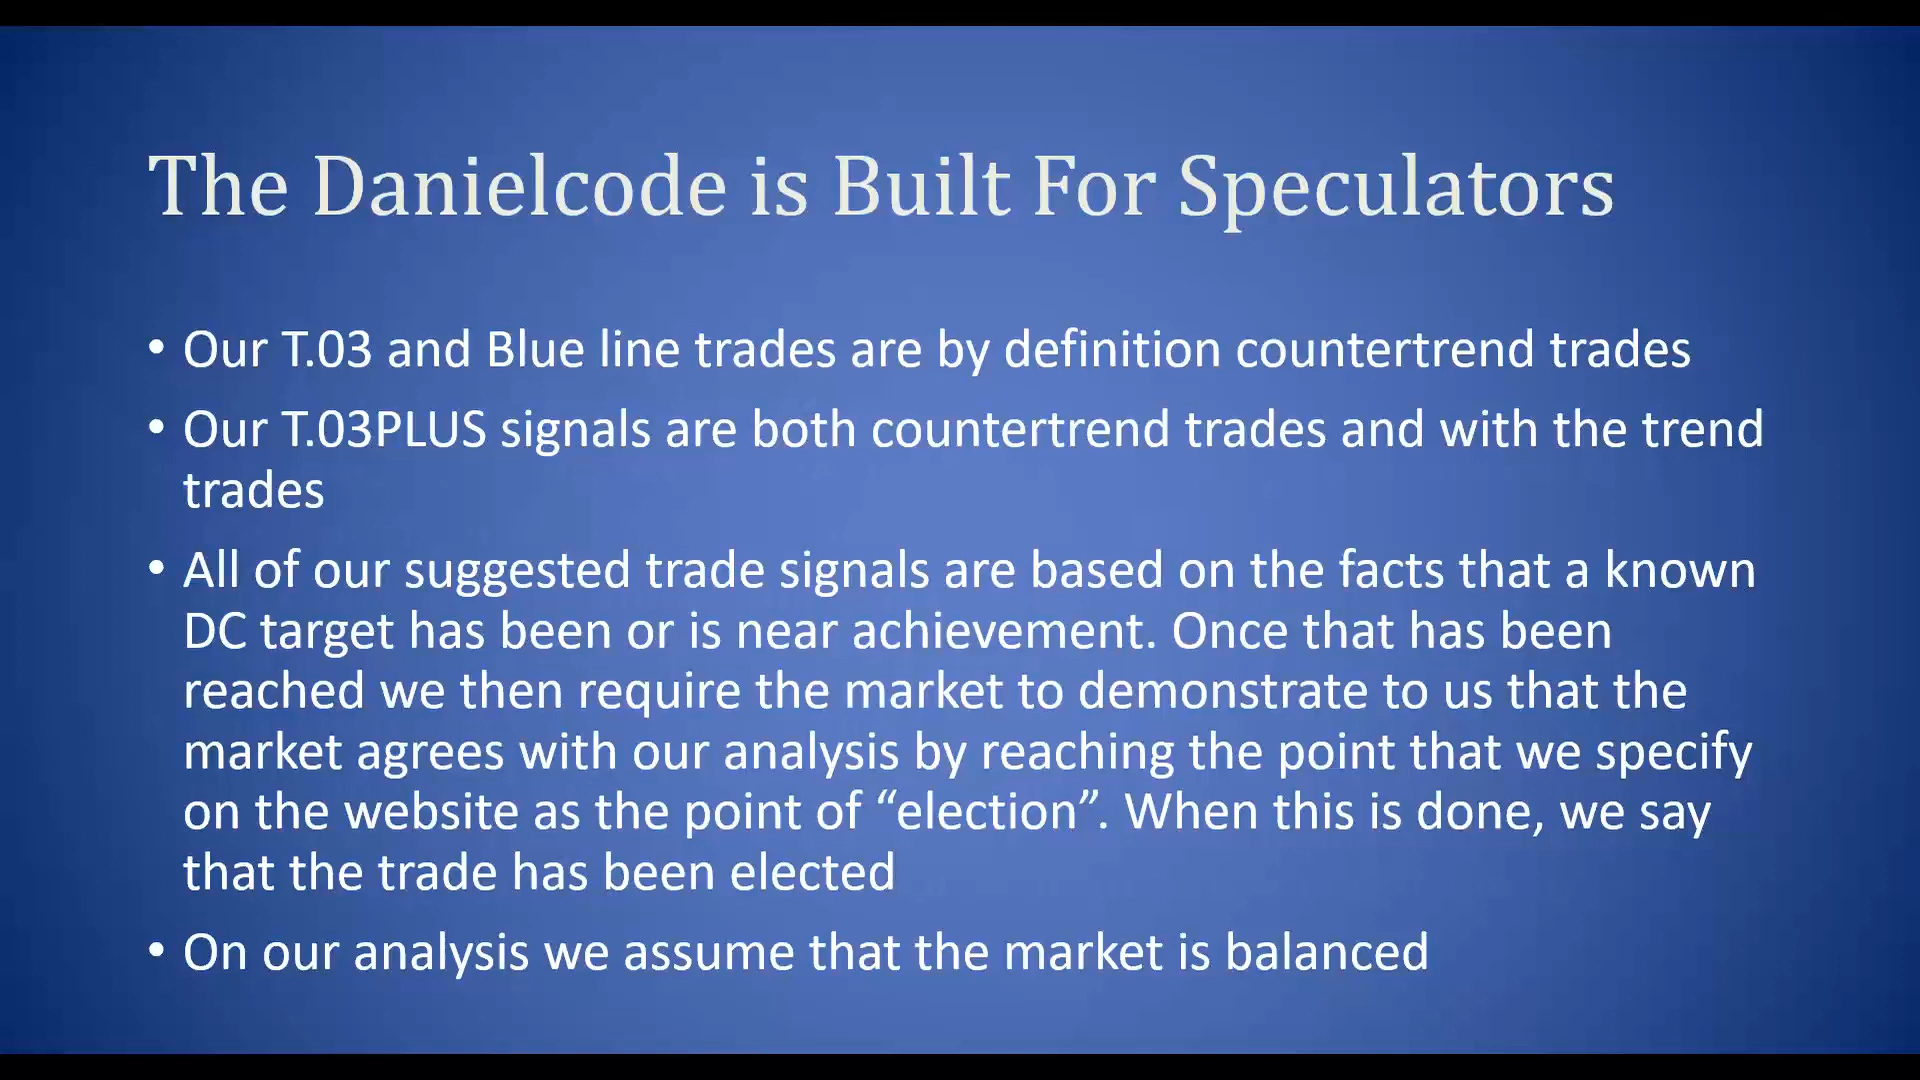 The Danielcode is Built For Speculators
• Our T.03 and Blue line trades are by definition countertrend trades
• Our T.03PLUS signals are both countertrend trades and with the trend
trades
• All of our suggested trade signals are based on the facts that a known
DC target has been or is near achievement. Once that has been
reached we then require the market to demonstrate to us that the
market agrees with our analysis by reaching the point that we specify
on the website as the point of “election”. When this is done, we say
that the trade has been elected
• On our analysis we assume that the market is balanced